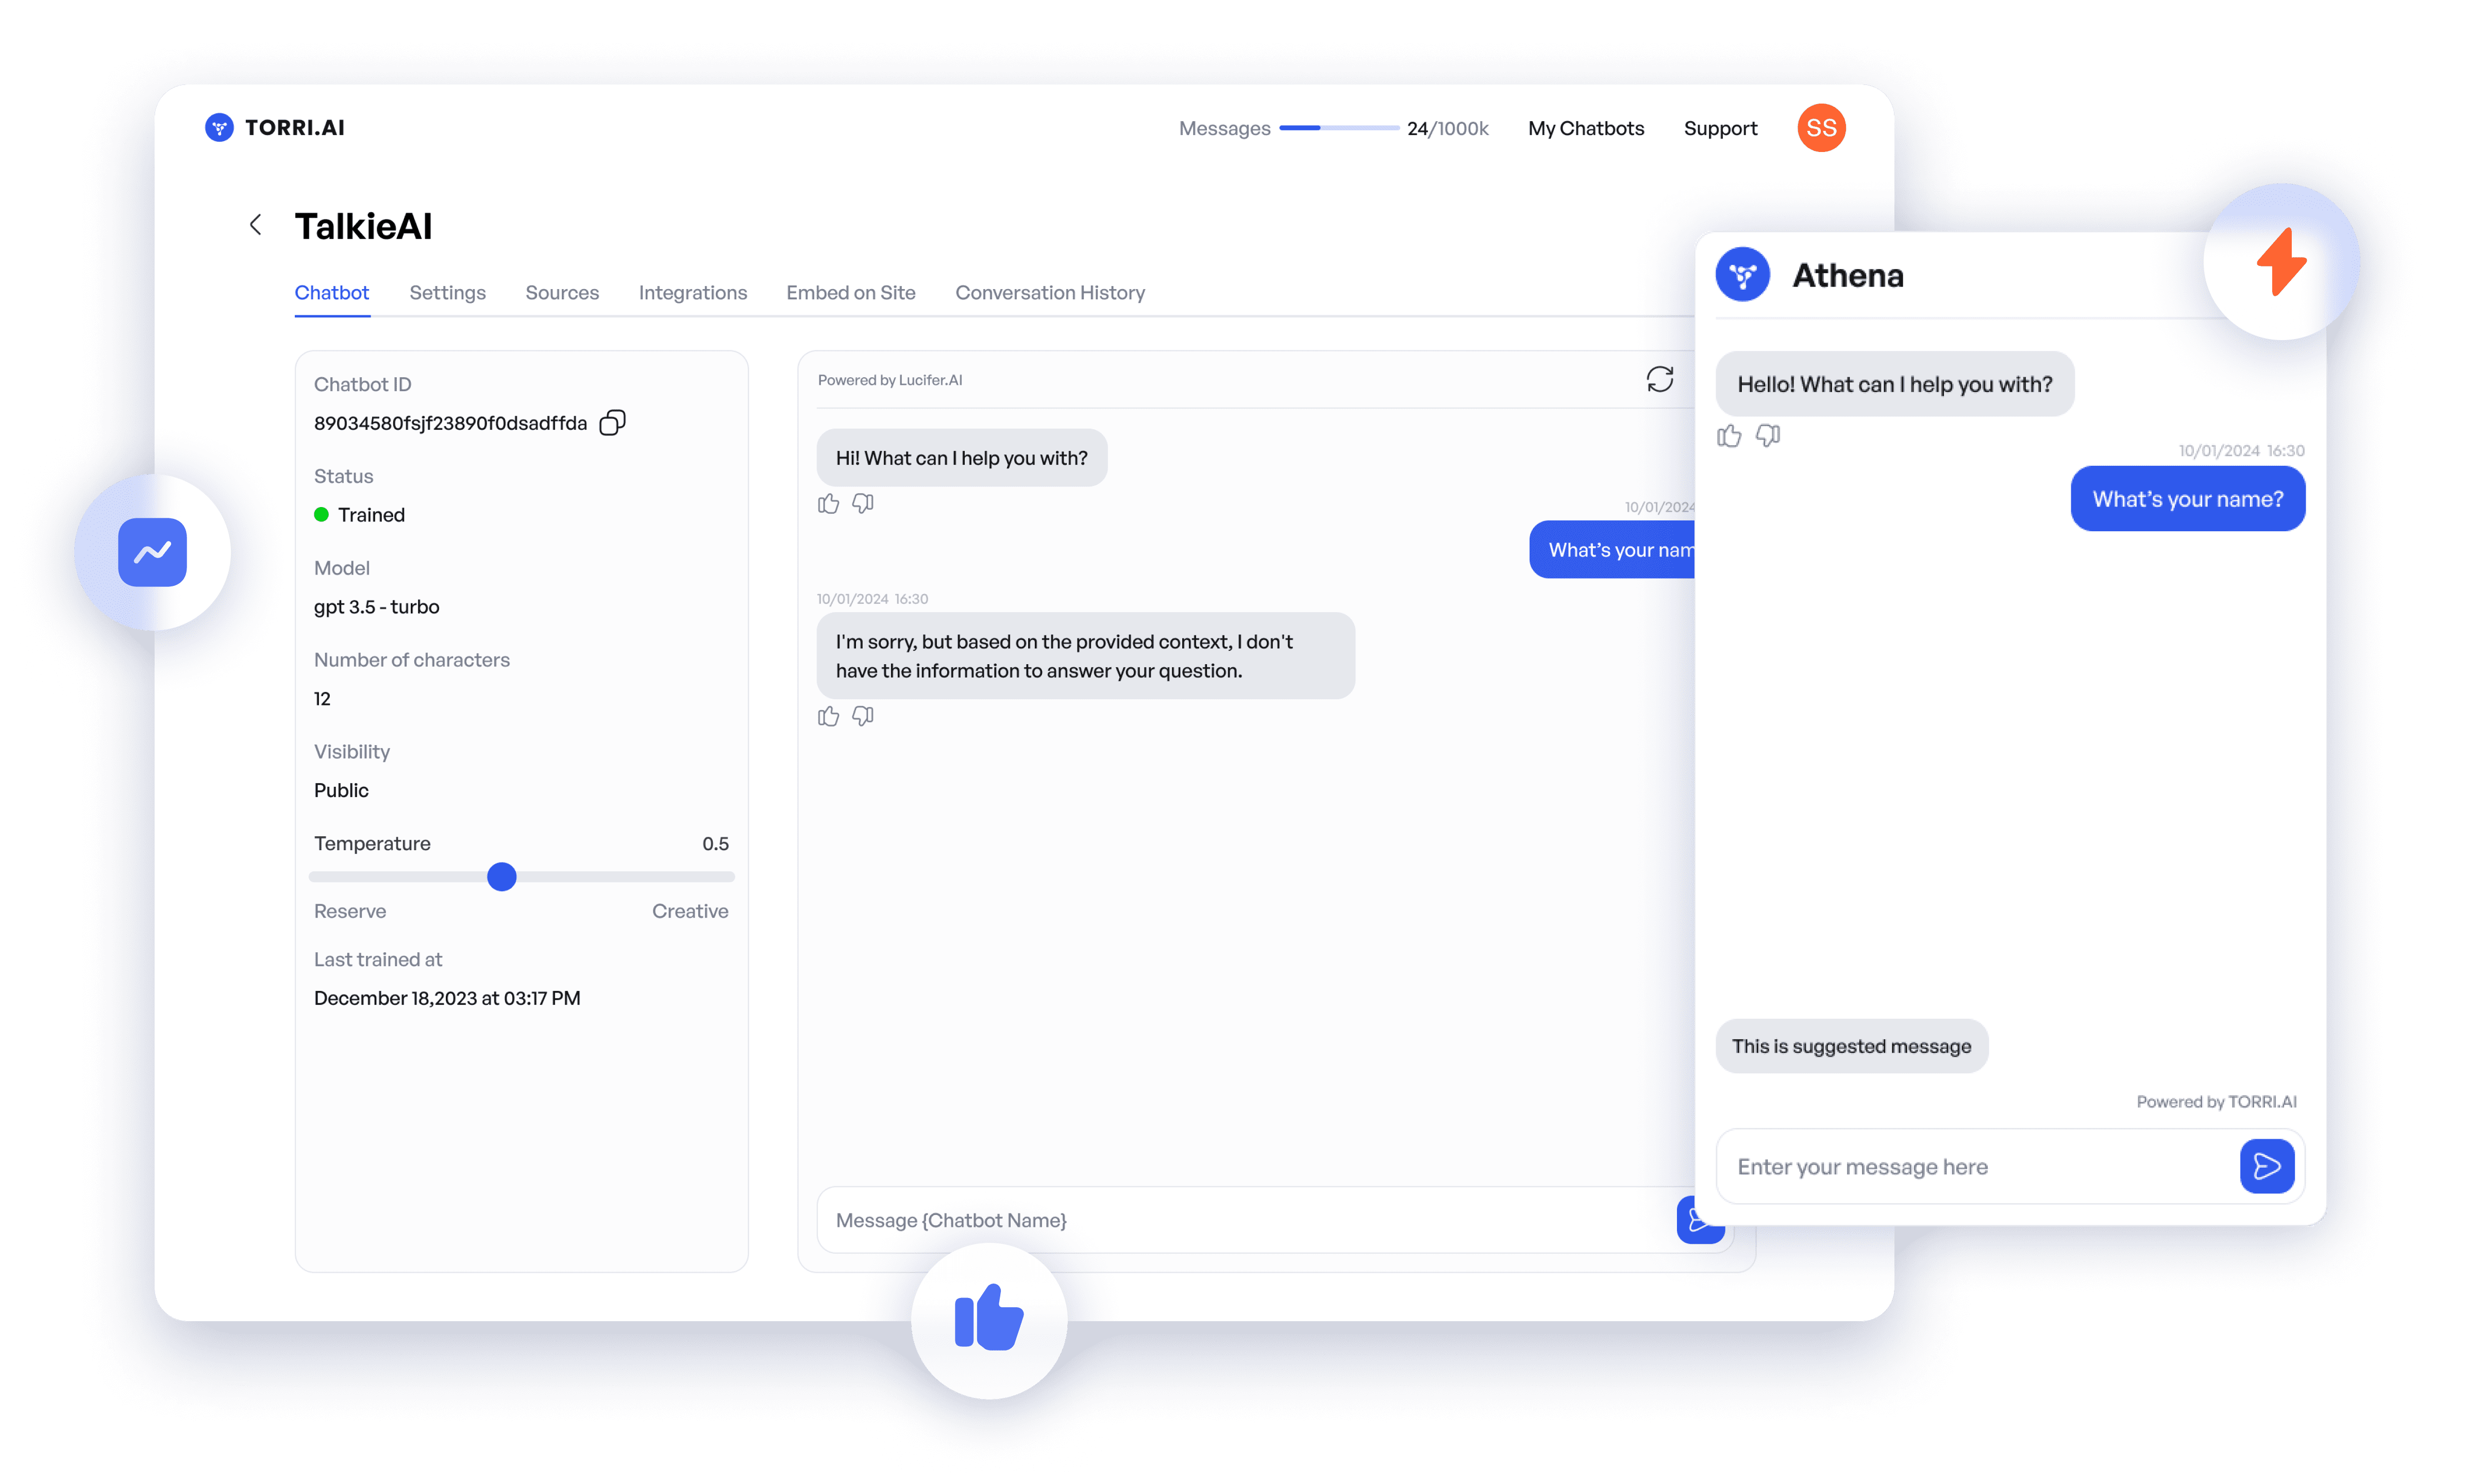 TORRI.AI
Messages 24/1000k My Chatbots Support SS
TalkieAI
Chatbot Settings Sources Integrations Embed on Site Conversation History
Chatbot ID
89034580fsjf23890f0dsadffda
Status
Trained
Model
gpt 3.5 - turbo
Number of characters
12
Visibility
Public
Temperature 0.5
Reserve Creative
Last trained at
December 18,2023 at 03:17 PM
Powered by Lucifer.AI
Hi! What can I help you with?
10/01/2024
What's your nam
10/01/2024 16:30
I'm sorry, but based on the provided context, I don't
have the information to answer your question.
Message {Chatbot Name}
Athena
Hello! What can I help you with?
10/01/2024 16:30
What's your name?
This is suggested message
Powered by TORRI.AI
Enter your message here